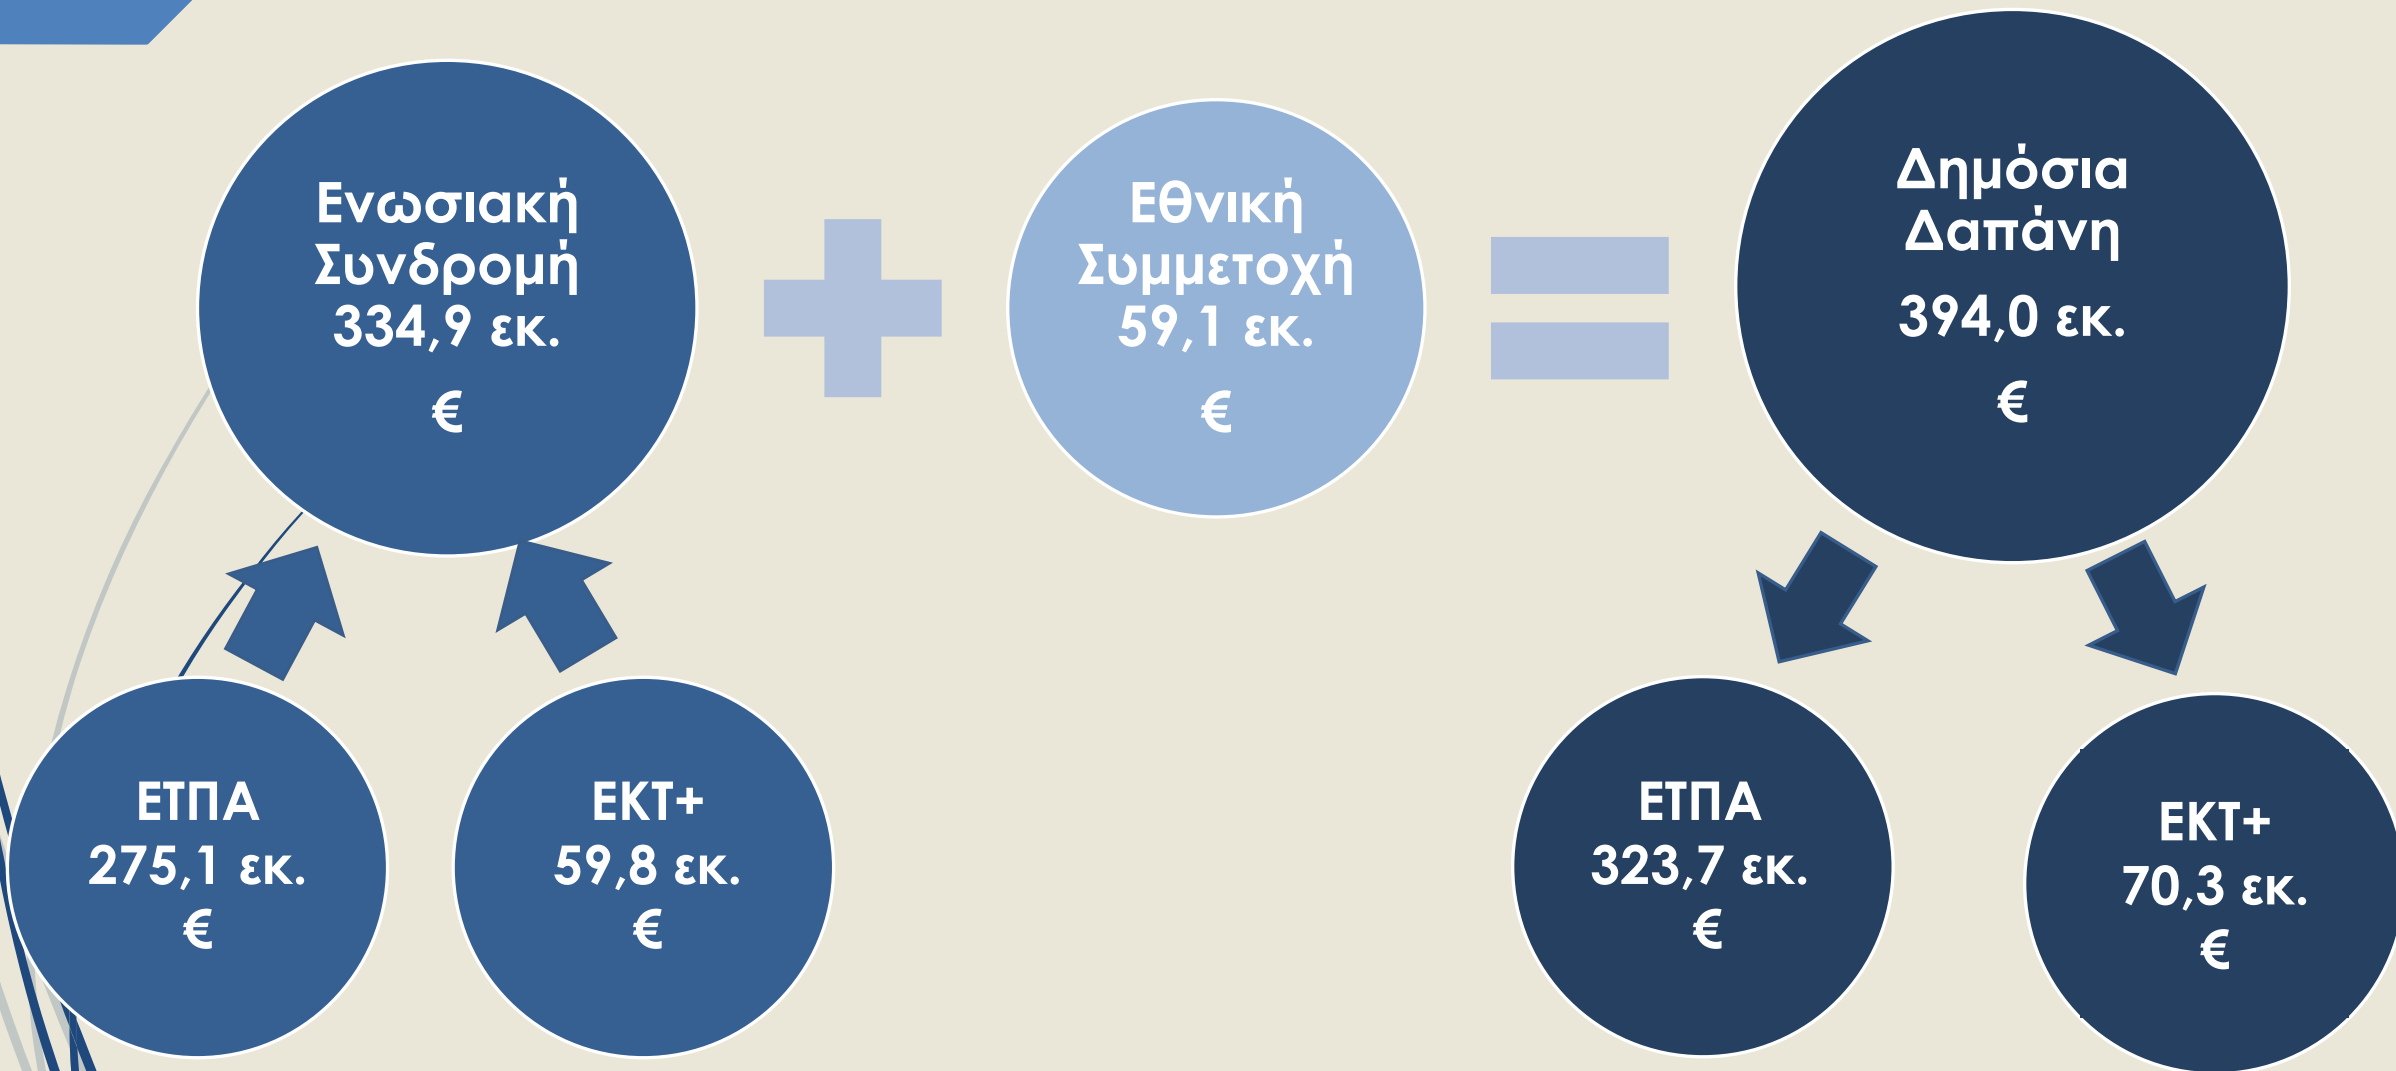 Ενωσιακή
Συνδρομή
334,9 εκ.
€
Εθνική
Συμμετοχή
59,1 εκ.
€
Δημόσια
Δαπάνη
394,0 εκ.
€
ΕΤΠΑ
275,1 εκ.
€
ΕΚΤ+
59,8 εκ.
€
ΕΤΠΑ
323,7 εκ.
€
ΕΚΤ+
70,3 εκ.
€